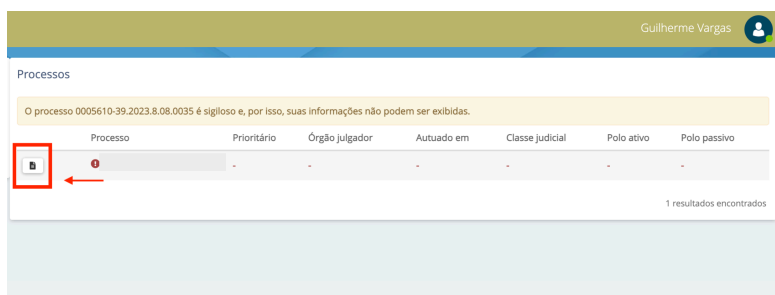 Guilherme Vargas
Processos
O processo 0005610-39.2023.8.08.0035 é sigiloso e, por isso, suas informações não podem ser exibidas.
Processo Prioritário Órgão julgador Autuado em Classe judicial Polo ativo Polo passivo
- - - - - -
1 resultados encontrados